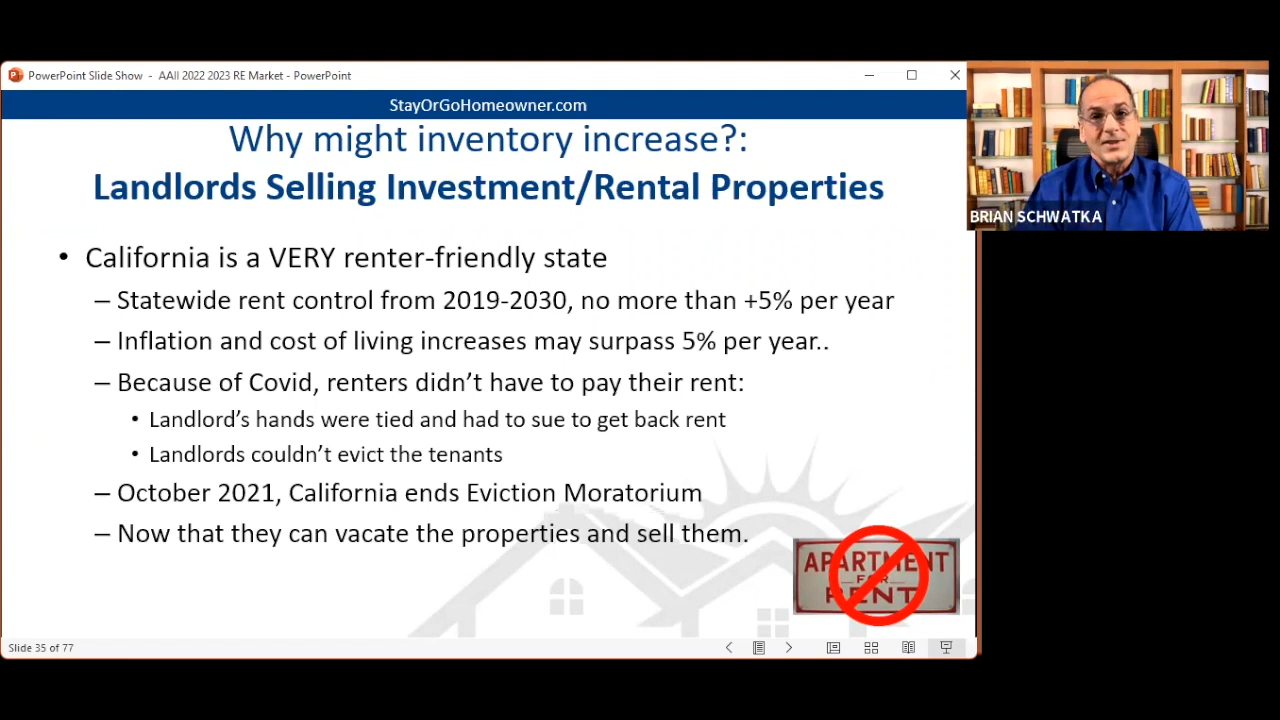 PowerPoint Slide Show - AAII 2022 2023 RE Market - PowerPoint
StayOrGoHomeowner.com
Why might inventory increase?:
Landlords Selling Investment/Rental Properties
• California is a VERY renter-friendly state
– Statewide rent control from 2019-2030, no more than +5% per year
– Inflation and cost of living increases may surpass 5% per year..
– Because of Covid, renters didn’t have to pay their rent:
• Landlord’s hands were tied and had to sue to get back rent
• Landlords couldn’t evict the tenants
– October 2021, California ends Eviction Moratorium
– Now that they can vacate the properties and sell them.
APARTMENT
FOR
RENT
Slide 35 of 77
BRIAN SCHWATKA